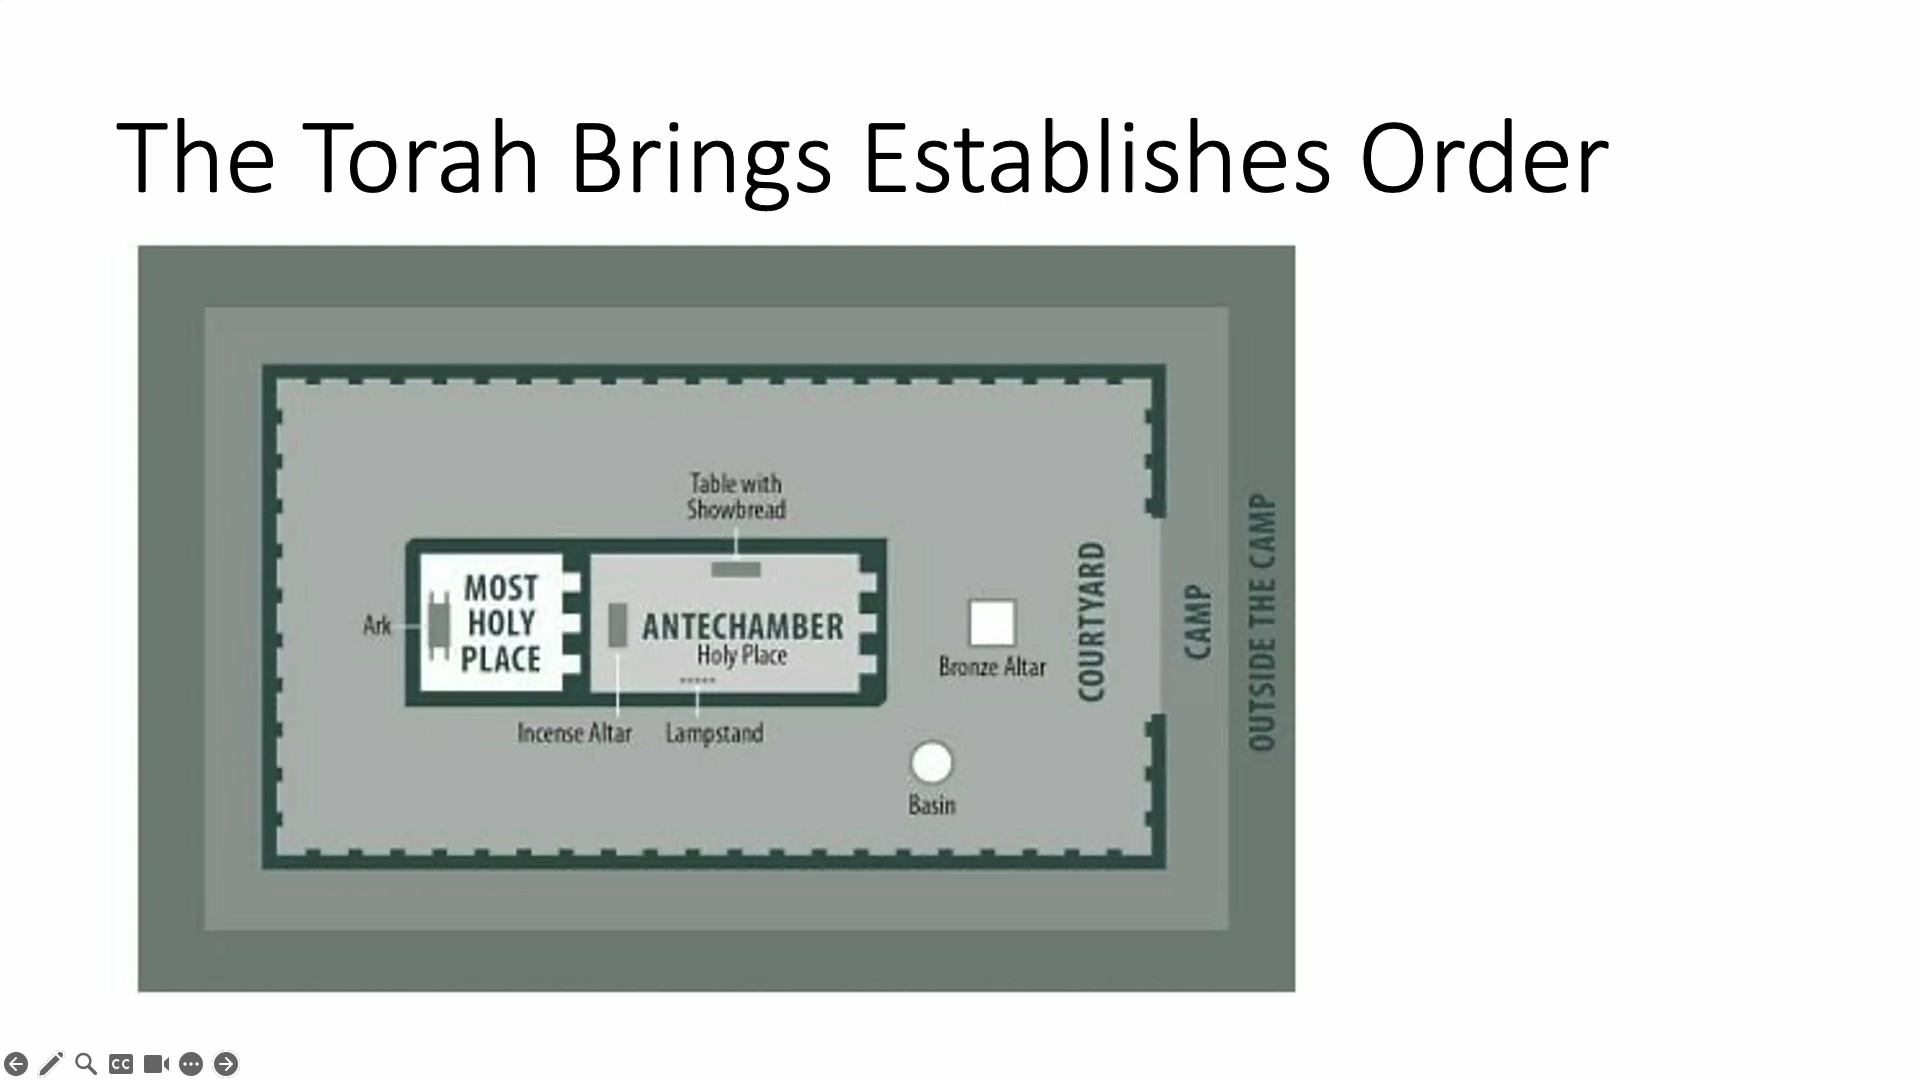 The Torah Brings Establishes Order
Table with
Showbread
Ark
MOST
HOLY
PLACE
ANTECHAMBER
Holy Place
Incense Altar
Lampstand
Bronze Altar
Basin
COURTYARD
CAMP
OUTSIDE THE CAMP
CC